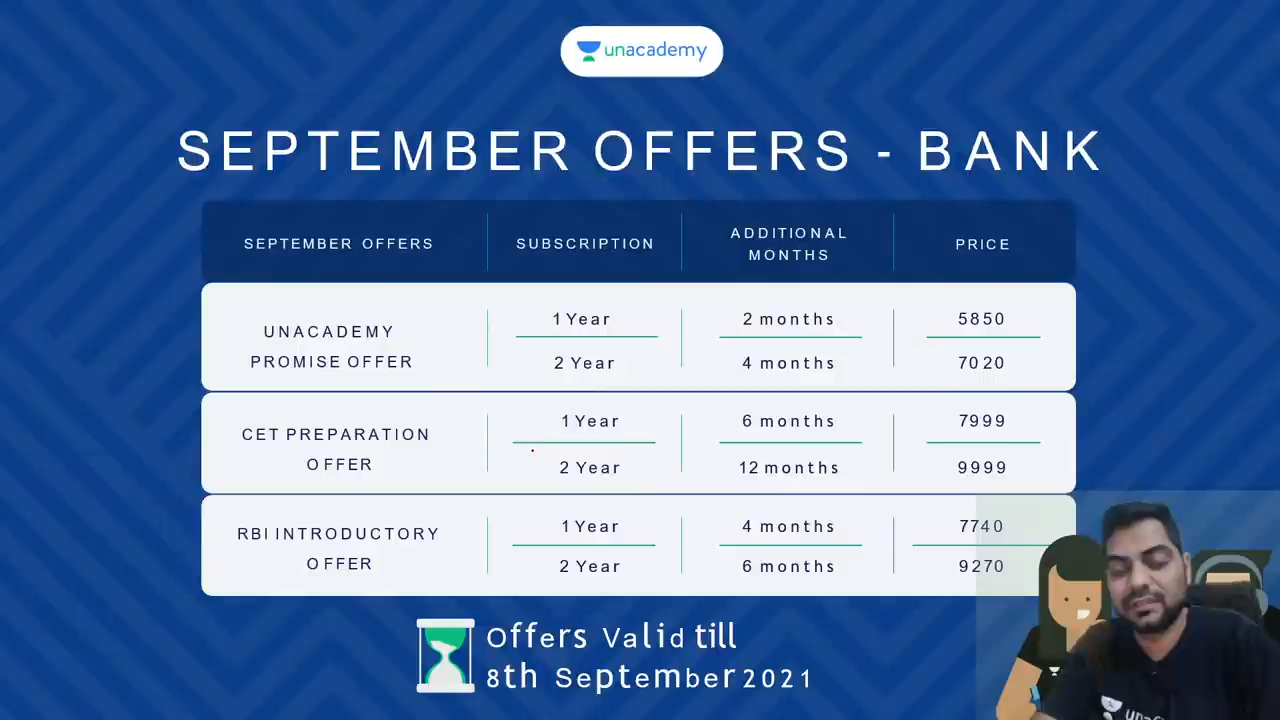 unacademy
SEPTEMBER OFFERS - BANK
SEPTEMBER OFFERS
SUBSCRIPTION
ADDITIONAL
MONTHS
PRICE
UNACADEMY
PROMISE OFFER
1 Year
2 months
5850
2 Year
4 months
7020
CET PREPARATION
OFFER
1 Year
6 months
7999
2 Year
12 months
9999
RBI INTRODUCTORY
OFFER
1 Year
4 months
7740
2 Year
6 months
9270
Offers Valid till
8th September 2021